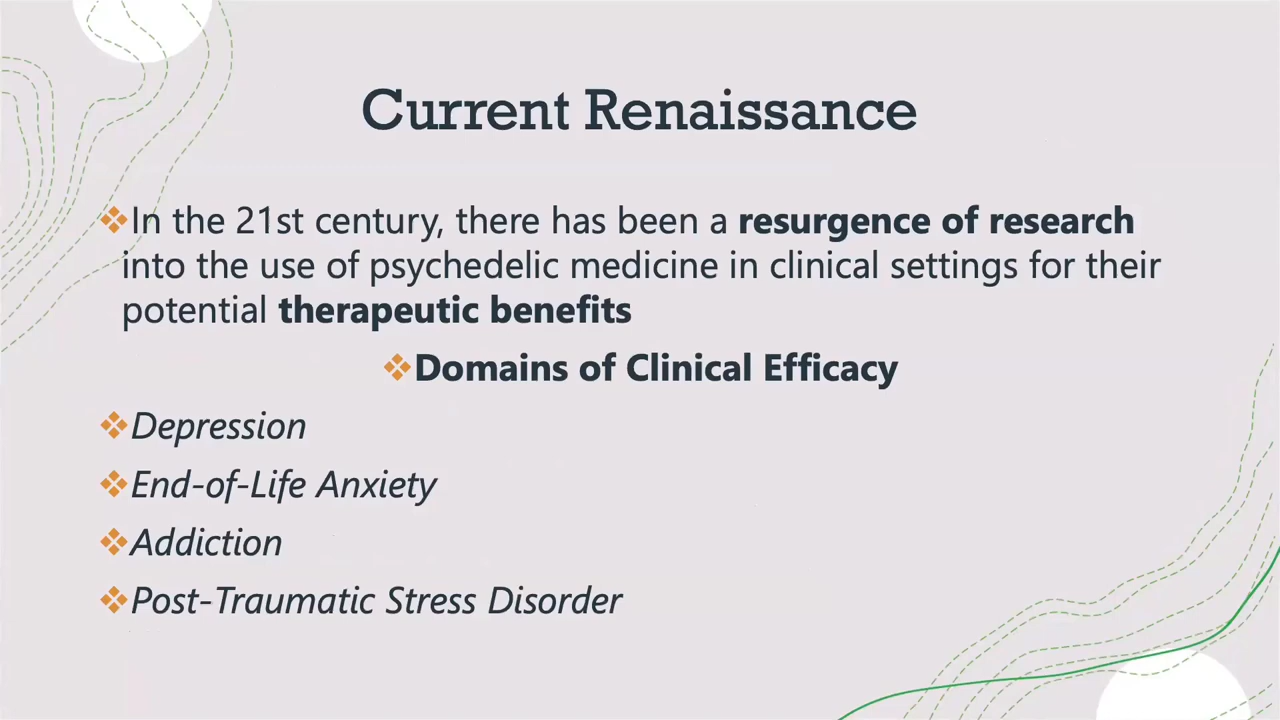 Current Renaissance
❖In the 21st century, there has been a resurgence of research
into the use of psychedelic medicine in clinical settings for their
potential therapeutic benefits
❖Domains of Clinical Efficacy
❖Depression
❖End-of-Life Anxiety
❖Addiction
❖Post-Traumatic Stress Disorder